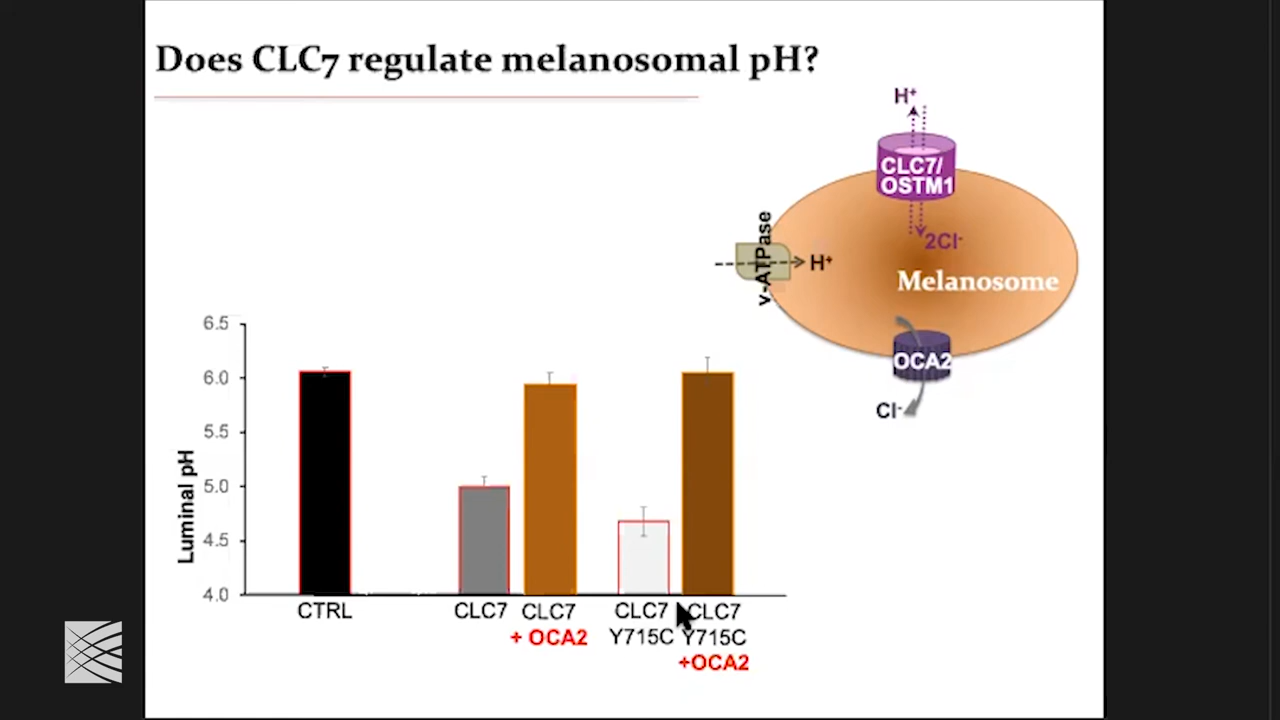 Does CLC7 regulate melanosomal pH?
H⁺
CLC7/
OSTM1
2Cl⁻
v-ATPase
H⁺
Melanosome
OCA2
Cl⁻
Luminal pH
6.5
6.0
5.5
5.0
4.5
4.0
CTRL
CLC7
CLC7
+ OCA2
CLC7
Y715C
CLC7
Y715C
+OCA2